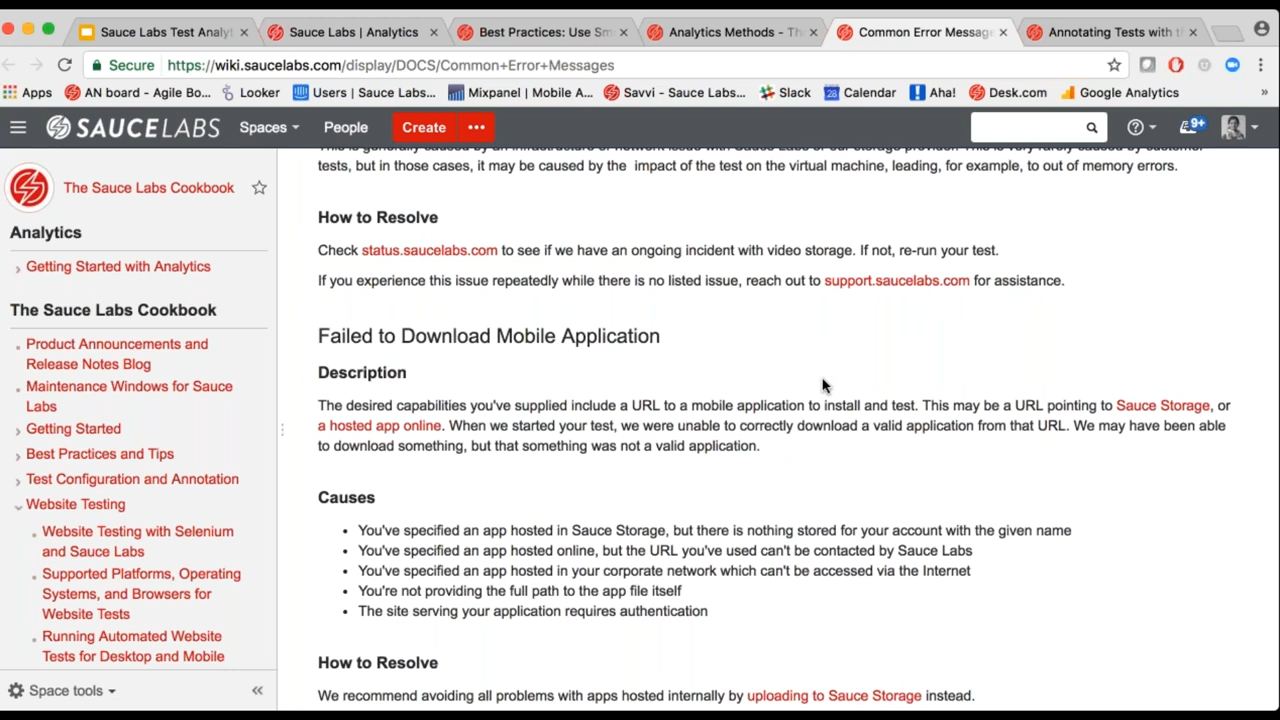 Sauce Labs Test Analyt
Sauce Labs | Analytics
Best Practices: Use Sm
Analytics Methods - Th
Common Error Message
Annotating Tests with t
Secure
https://wiki.saucelabs.com/display/DOCS/Common+Error+Messages
Apps
AN board - Agile Bo...
Looker
Users | Sauce Labs...
Mixpanel | Mobile A...
Savvi - Sauce Labs...
Slack
28
Calendar
Aha!
Desk.com
Google Analytics
»
SAUCELABS
Spaces
People
Create
•••
9+
The Sauce Labs Cookbook
Analytics
Getting Started with Analytics
The Sauce Labs Cookbook
Product Announcements and
Release Notes Blog
Maintenance Windows for Sauce
Labs
Getting Started
Best Practices and Tips
Test Configuration and Annotation
Website Testing
Website Testing with Selenium
and Sauce Labs
Supported Platforms, Operating
Systems, and Browsers for
Website Tests
Running Automated Website
Tests for Desktop and Mobile
Space tools
tests, but in those cases, it may be caused by the impact of the test on the virtual machine, leading, for example, to out of memory errors.
How to Resolve
Check status.saucelabs.com to see if we have an ongoing incident with video storage. If not, re-run your test.
If you experience this issue repeatedly while there is no listed issue, reach out to support.saucelabs.com for assistance.
Failed to Download Mobile Application
Description
The desired capabilities you've supplied include a URL to a mobile application to install and test. This may be a URL pointing to Sauce Storage, or
a hosted app online. When we started your test, we were unable to correctly download a valid application from that URL. We may have been able
to download something, but that something was not a valid application.
Causes
• You've specified an app hosted in Sauce Storage, but there is nothing stored for your account with the given name
• You've specified an app hosted online, but the URL you've used can't be contacted by Sauce Labs
• You've specified an app hosted in your corporate network which can't be accessed via the Internet
• You're not providing the full path to the app file itself
• The site serving your application requires authentication
How to Resolve
We recommend avoiding all problems with apps hosted internally by uploading to Sauce Storage instead.